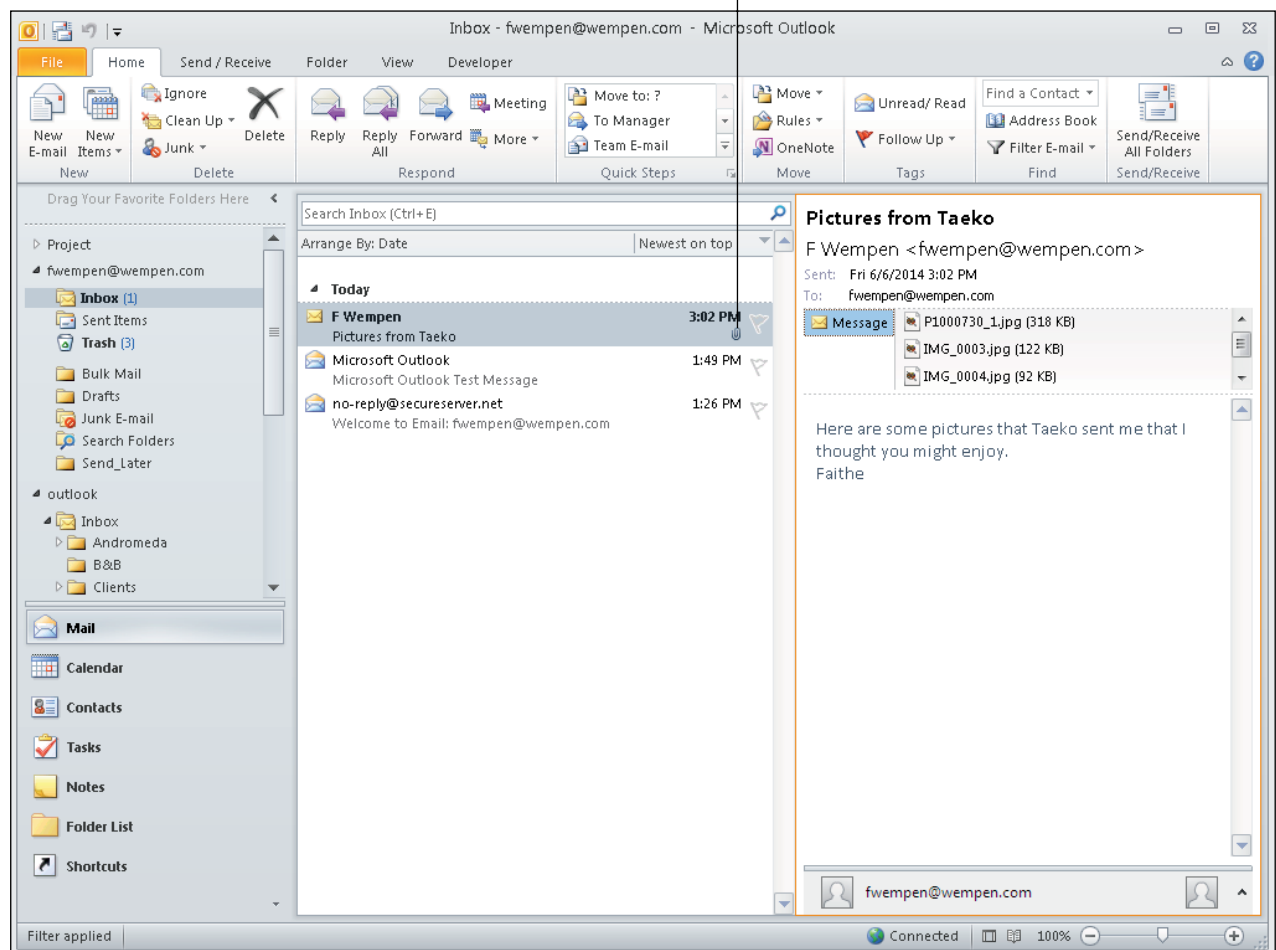 Inbox - fwempen@wempen.com - Microsoft Outlook
File Home Send / Receive Folder View Developer
New E-mail
New Items
New
Ignore
Clean Up
Junk
Delete
Delete
Reply
Reply All
Forward
Meeting
More
Respond
Move to: ?
To Manager
Team E-mail
Quick Steps
Move
Rules
OneNote
Move
Unread/ Read
Follow Up
Tags
Find a Contact
Address Book
Filter E-mail
Find
Send/Receive
All Folders
Send/Receive
Drag Your Favorite Folders Here
Project
fwempen@wempen.com
Inbox (1)
Sent Items
Trash (3)
Bulk Mail
Drafts
Junk E-mail
Search Folders
Send_Later
outlook
Inbox
Andromeda
B&B
Clients
Mail
Calendar
Contacts
Tasks
Notes
Folder List
Shortcuts
Search Inbox (Ctrl+E)
Arrange By: Date Newest on top
Today
F Wempen 3:02 PM
Pictures from Taeko
Microsoft Outlook 1:49 PM
Microsoft Outlook Test Message
no-reply@secureserver.net 1:26 PM
Welcome to Email: fwempen@wempen.com
Pictures from Taeko
F Wempen <fwempen@wempen.com>
Sent: Fri 6/6/2014 3:02 PM
To: fwempen@wempen.com
Message
P1000730_1.jpg (318 KB)
IMG_0003.jpg (122 KB)
IMG_0004.jpg (92 KB)
Here are some pictures that Taeko sent me that I
thought you might enjoy.
Faithe
fwempen@wempen.com
Filter applied
Connected
100%